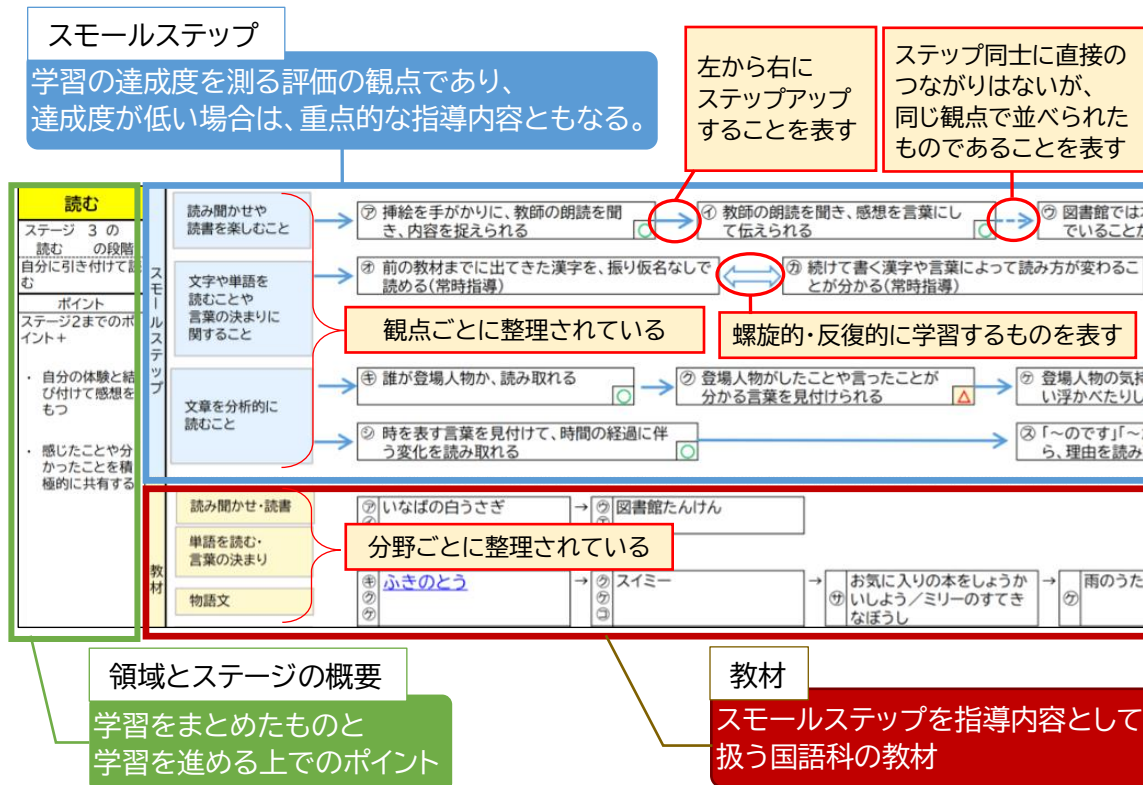 スモールステップ
学習の達成度を測る評価の観点であり、
達成度が低い場合は、重点的な指導内容ともなる。
左から右に
ステップアップ
することを表す
ステップ同士に直接の
つながりはないが、
同じ観点で並べられた
ものであることを表す
読む
ステージ 3 の
読む の段階
自分に引き付けて読
む
ポイント
ステージ2までのポ
イント+
・ 自分の体験と結
び付けて感想を
もつ
・ 感じたことや分
かったことを積
極的に共有する
スモールステップ
読み聞かせや
読書を楽しむこと
㋐ 挿絵を手がかりに、教師の朗読を聞
き、内容を捉えられる
○
㋑ 教師の朗読を聞き、感想を言葉にし
て伝えられる
○
㋒ 図書館では
でいることが
文字や単語を
読むことや
言葉の決まりに
関すること
㋔ 前の教材までに出てきた漢字を、振り仮名なしで
読める(常時指導)
㋕ 続けて書く漢字や言葉によって読み方が変わるこ
とが分かる(常時指導)
観点ごとに整理されている
螺旋的・反復的に学習するものを表す
文章を分析的に
読むこと
㋖ 誰が登場人物か、読み取れる
○
㋗ 登場人物がしたことや言ったことが
分かる言葉を見付けられる
△
㋘ 登場人物の気持
い浮かべたりし
㋛ 時を表す言葉を見付けて、時間の経過に伴
う変化を読み取れる
○
㋜ 「~のです」「~
ら、理由を読み
教材
読み聞かせ・読書
㋐ いなばの白うさぎ
→ ㋒ 図書館たんけん
単語を読む・
言葉の決まり
分野ごとに整理されている
物語文
㋖ ㋗ ㋘ ふきのとう
→ ㋗ ㋘ ㋙ スイミー
→ ㋚ お気に入りの本をしょうか
いしよう/ミリーのすてき
なぼうし
→ ㋘ 雨のうた
領域とステージの概要
学習をまとめたものと
学習を進める上でのポイント
教材
スモールステップを指導内容として
扱う国語科の教材